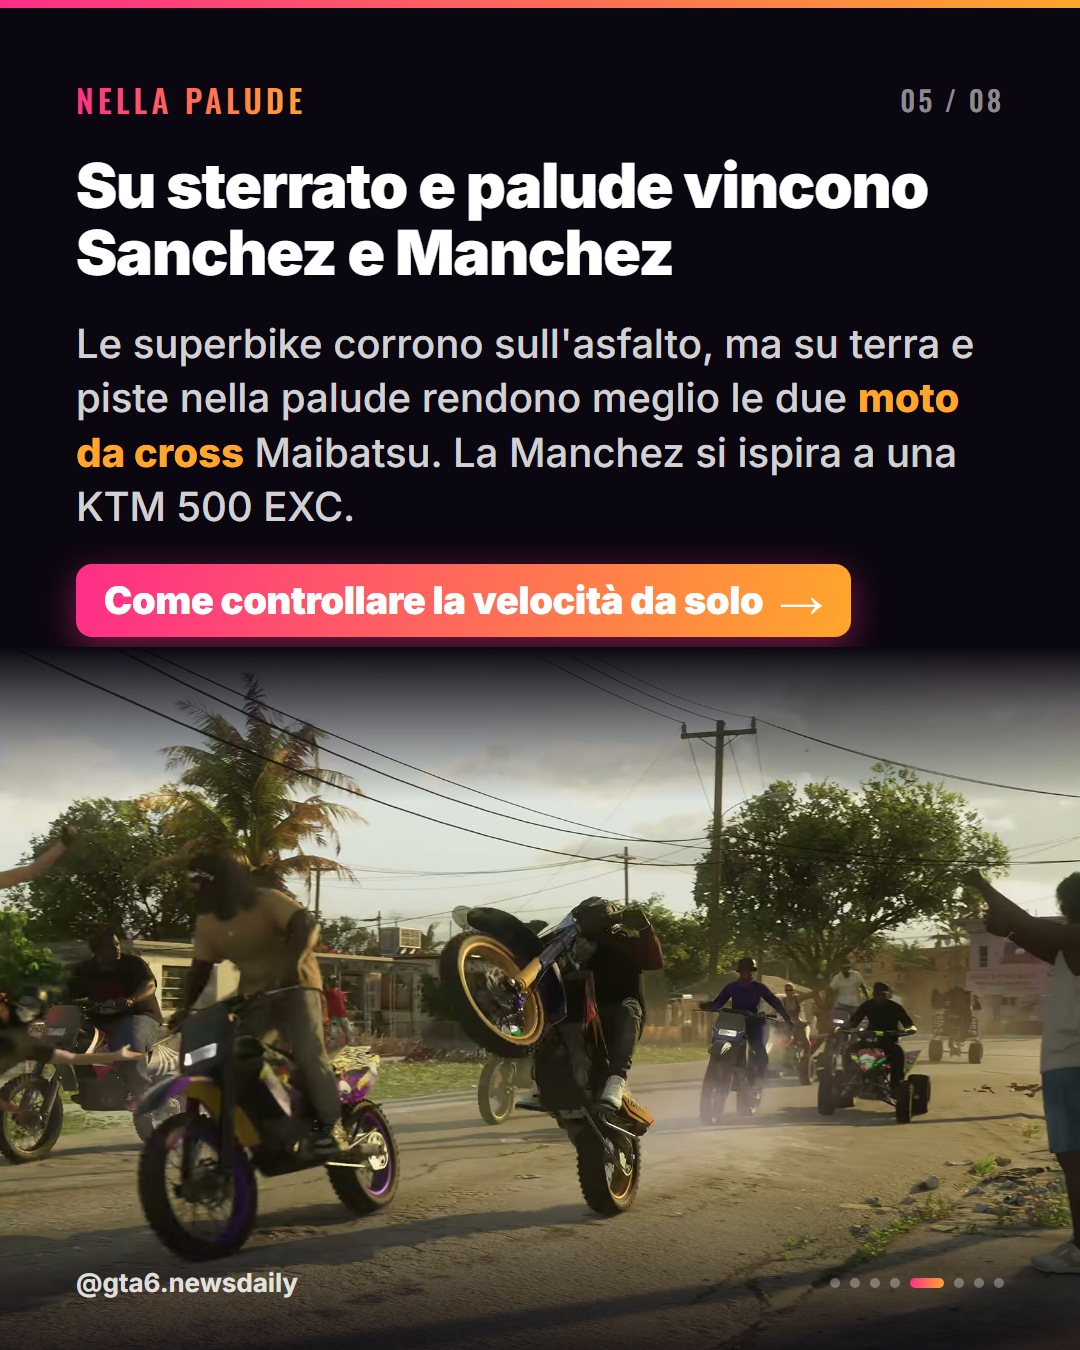 NELLA PALUDE
05 / 08
Su sterrato e palude vincono
Sanchez e Manchez
Le superbike corrono sull'asfalto, ma su terra e
piste nella palude rendono meglio le due moto
da cross Maibatsu. La Manchez si ispira a una
KTM 500 EXC.
Come controllare la velocità da solo →
@gta6.newsdaily